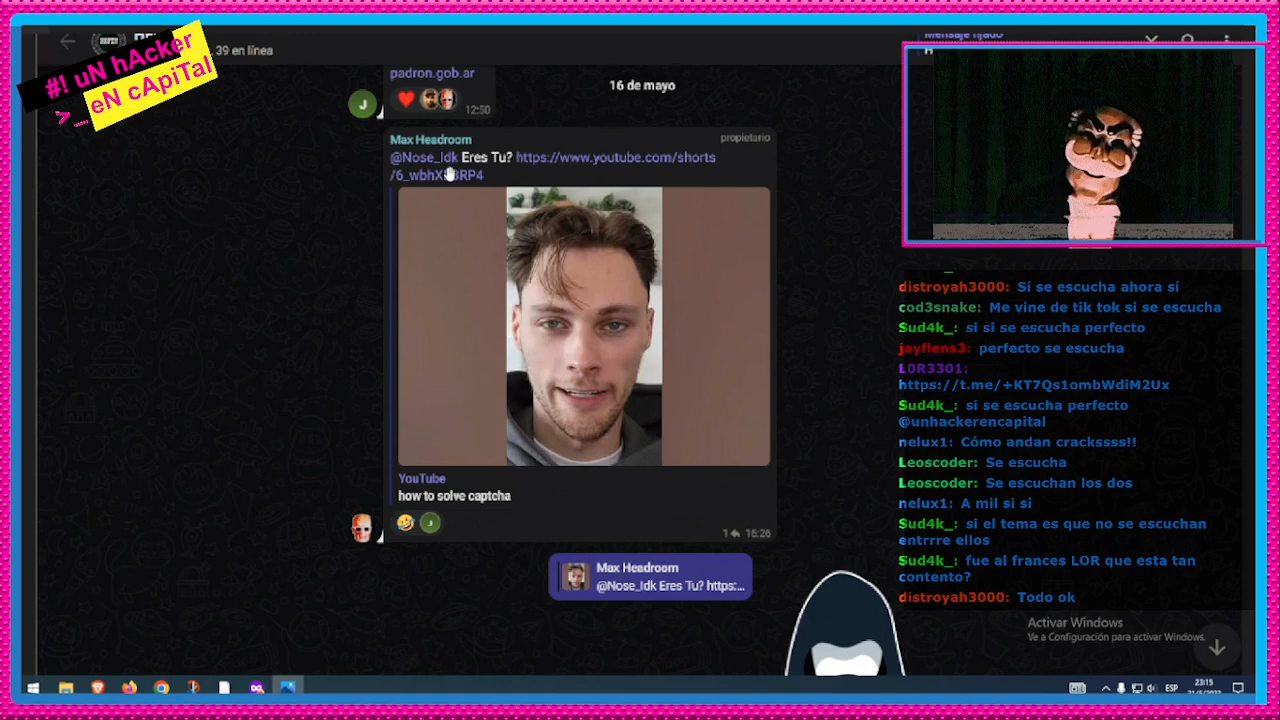 #! uN hAcker
>_ eN cApiTal
39 en línea
Mensaje fijado
padron.gob.ar
12:50
16 de mayo
J
Max Headroom
propietario
@Nose_Idk Eres Tu? https://www.youtube.com/shorts
YouTube
how to solve captcha
J
1
16:26
Max Headroom
@Nose_Idk Eres Tu? https:...
distroyah3000: Sí se escucha ahora sí
cod3snake: Me vine de tik tok si se escucha
Sud4k_: si si se escucha perfecto
jayflens3: perfecto se escucha
L0R3301:
https://t.me/+KT7Qs1ombWdiM2Ux
Sud4k_: si se escucha perfecto
@unhackerencapital
nelux1: Cómo andan crackssss!!
Leoscoder: Se escucha
Leoscoder: Se escuchan los dos
nelux1: A mil si si
Sud4k_: si el tema es que no se escuchan
entrrre ellos
Sud4k_: fue al frances LOR que esta tan
contento?
distroyah3000: Todo ok
Activar Windows
Ve a Configuración para activar Windows.
ESP
23:15